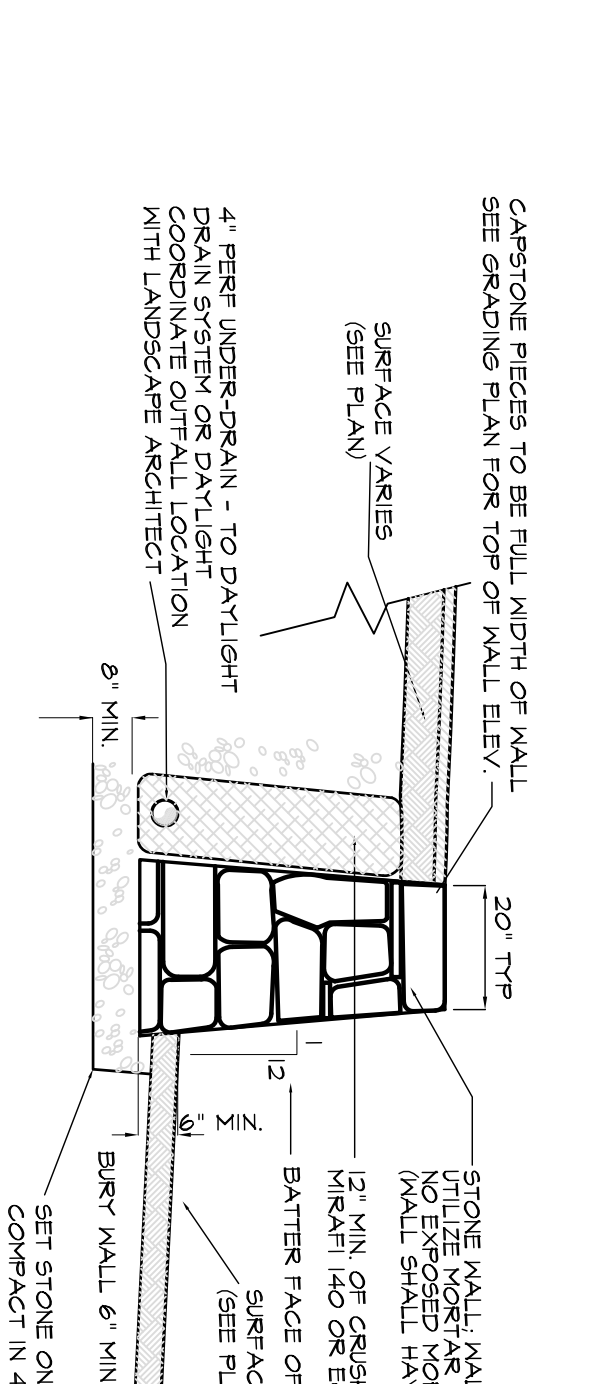 CAPSTONE PIECES TO BE FULL WIDTH OF WALL
SEE GRADING PLAN FOR TOP OF WALL ELEV.
20" TYP
SURFACE VARIES
(SEE PLAN)
4" PERF UNDER-DRAIN - TO DAYLIGHT
DRAIN SYSTEM OR DAYLIGHT
COORDINATE OUTFALL LOCATION
WITH LANDSCAPE ARCHITECT
8" MIN.
1
12
6" MIN.
STONE WALL; WAL
UTILIZE MORTAR
NO EXPOSED MO
(WALL SHALL HAV
12" MIN. OF CRUSH
MIRAFI 140 OR E
BATTER FACE OF
SURFAC
(SEE PL
BURY WALL 6" MIN
SET STONE ON
COMPACT IN 4